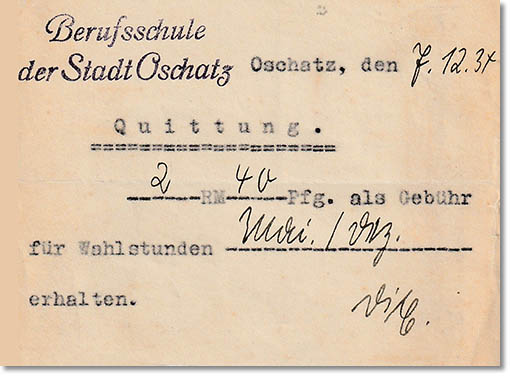 Berufsschule
der Stadt Oschatz Oschatz, den 7.12.34
Quittung.
2 RM 40 Pfg. als Gebühr
für Wahlstunden Mai./Dez.
erhalten.